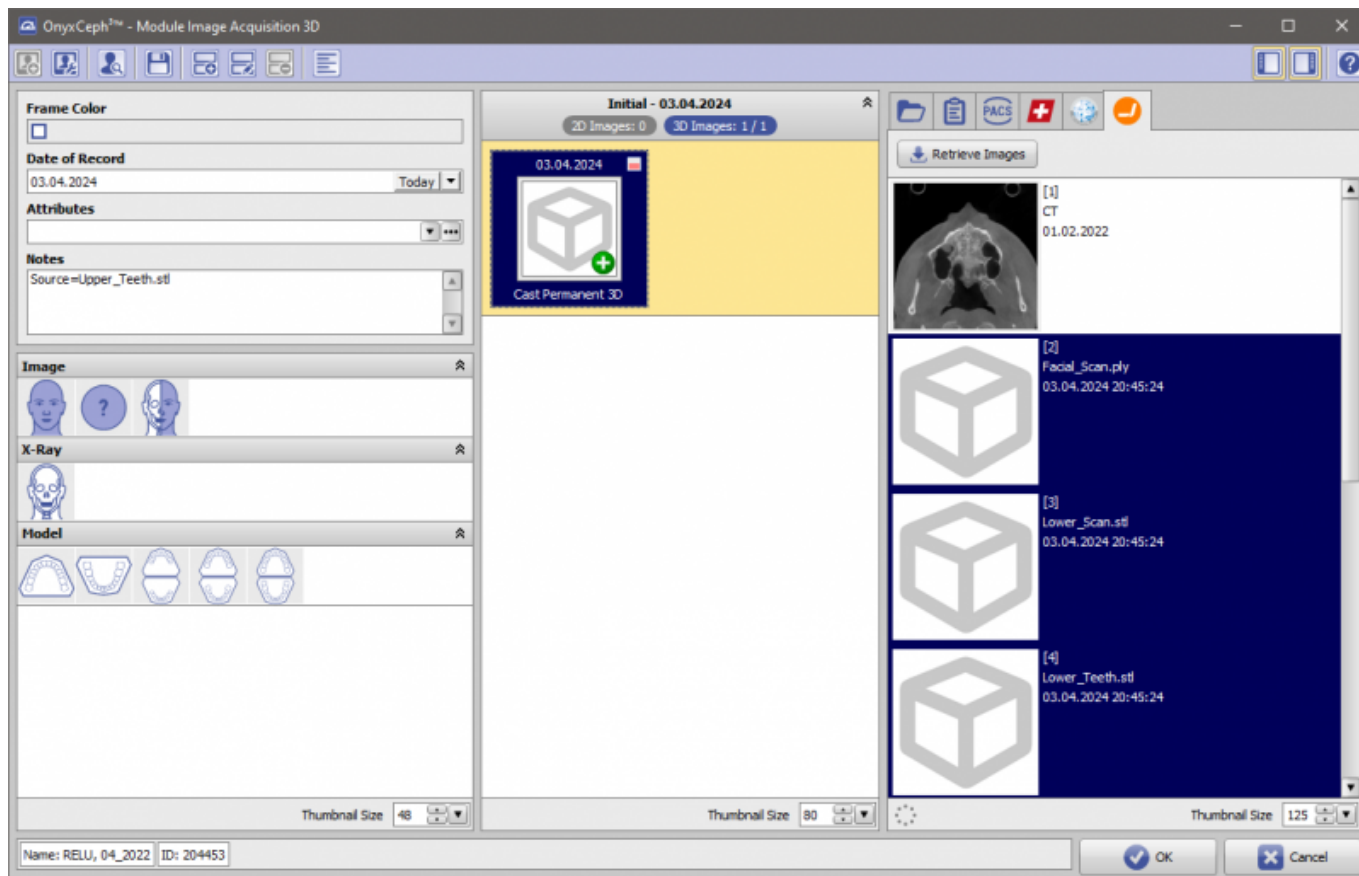 OnyxCeph³™ - Module Image Acquisition 3D
Frame Color
Date of Record
03.04.2024 Today
Attributes
Notes
Source=Upper_Teeth.stl
Image
?
X-Ray
Model
Thumbnail Size 48
Name: RELU, 04_2022 ID: 204453
Initial - 03.04.2024
2D Images: 0 3D Images: 1 / 1
03.04.2024
Cast Permanent 3D
Thumbnail Size 80
PACS
Retrieve Images
[1]
CT
01.02.2022
[2]
Facial_Scan.ply
03.04.2024 20:45:24
[3]
Lower_Scan.stl
03.04.2024 20:45:24
[4]
Lower_Teeth.stl
03.04.2024 20:45:24
Thumbnail Size 125
OK Cancel